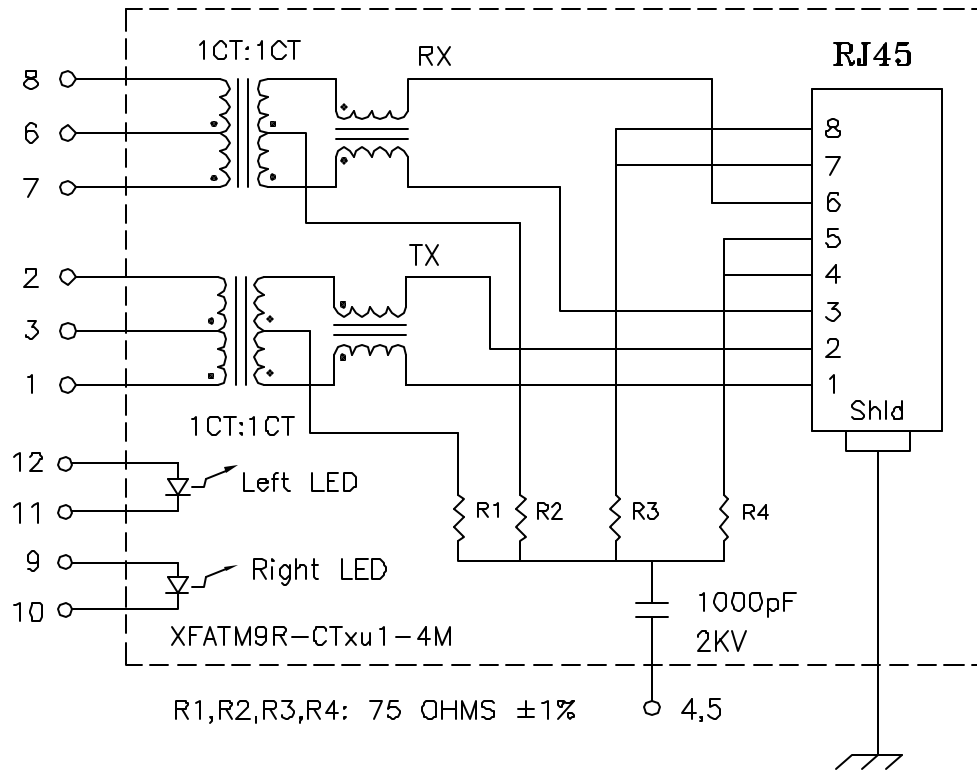 1CT:1CT
RX
RJ45
8
6
7
8
7
6
5
4
3
2
1
Shld
TX
2
3
1
1CT:1CT
12
11
Left LED
9
10
Right LED
R1
R2
R3
R4
1000pF
2KV
XFATM9R-CTxu1-4M
R1,R2,R3,R4: 75 OHMS ±1%
4,5